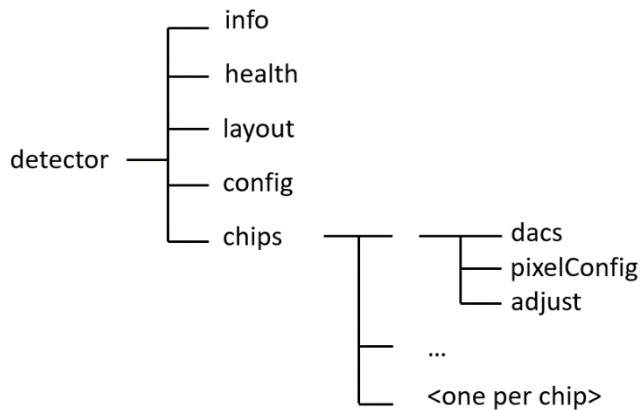 info
health
layout
detector
config
chips
dacs
pixelConfig
adjust
...
<one per chip>